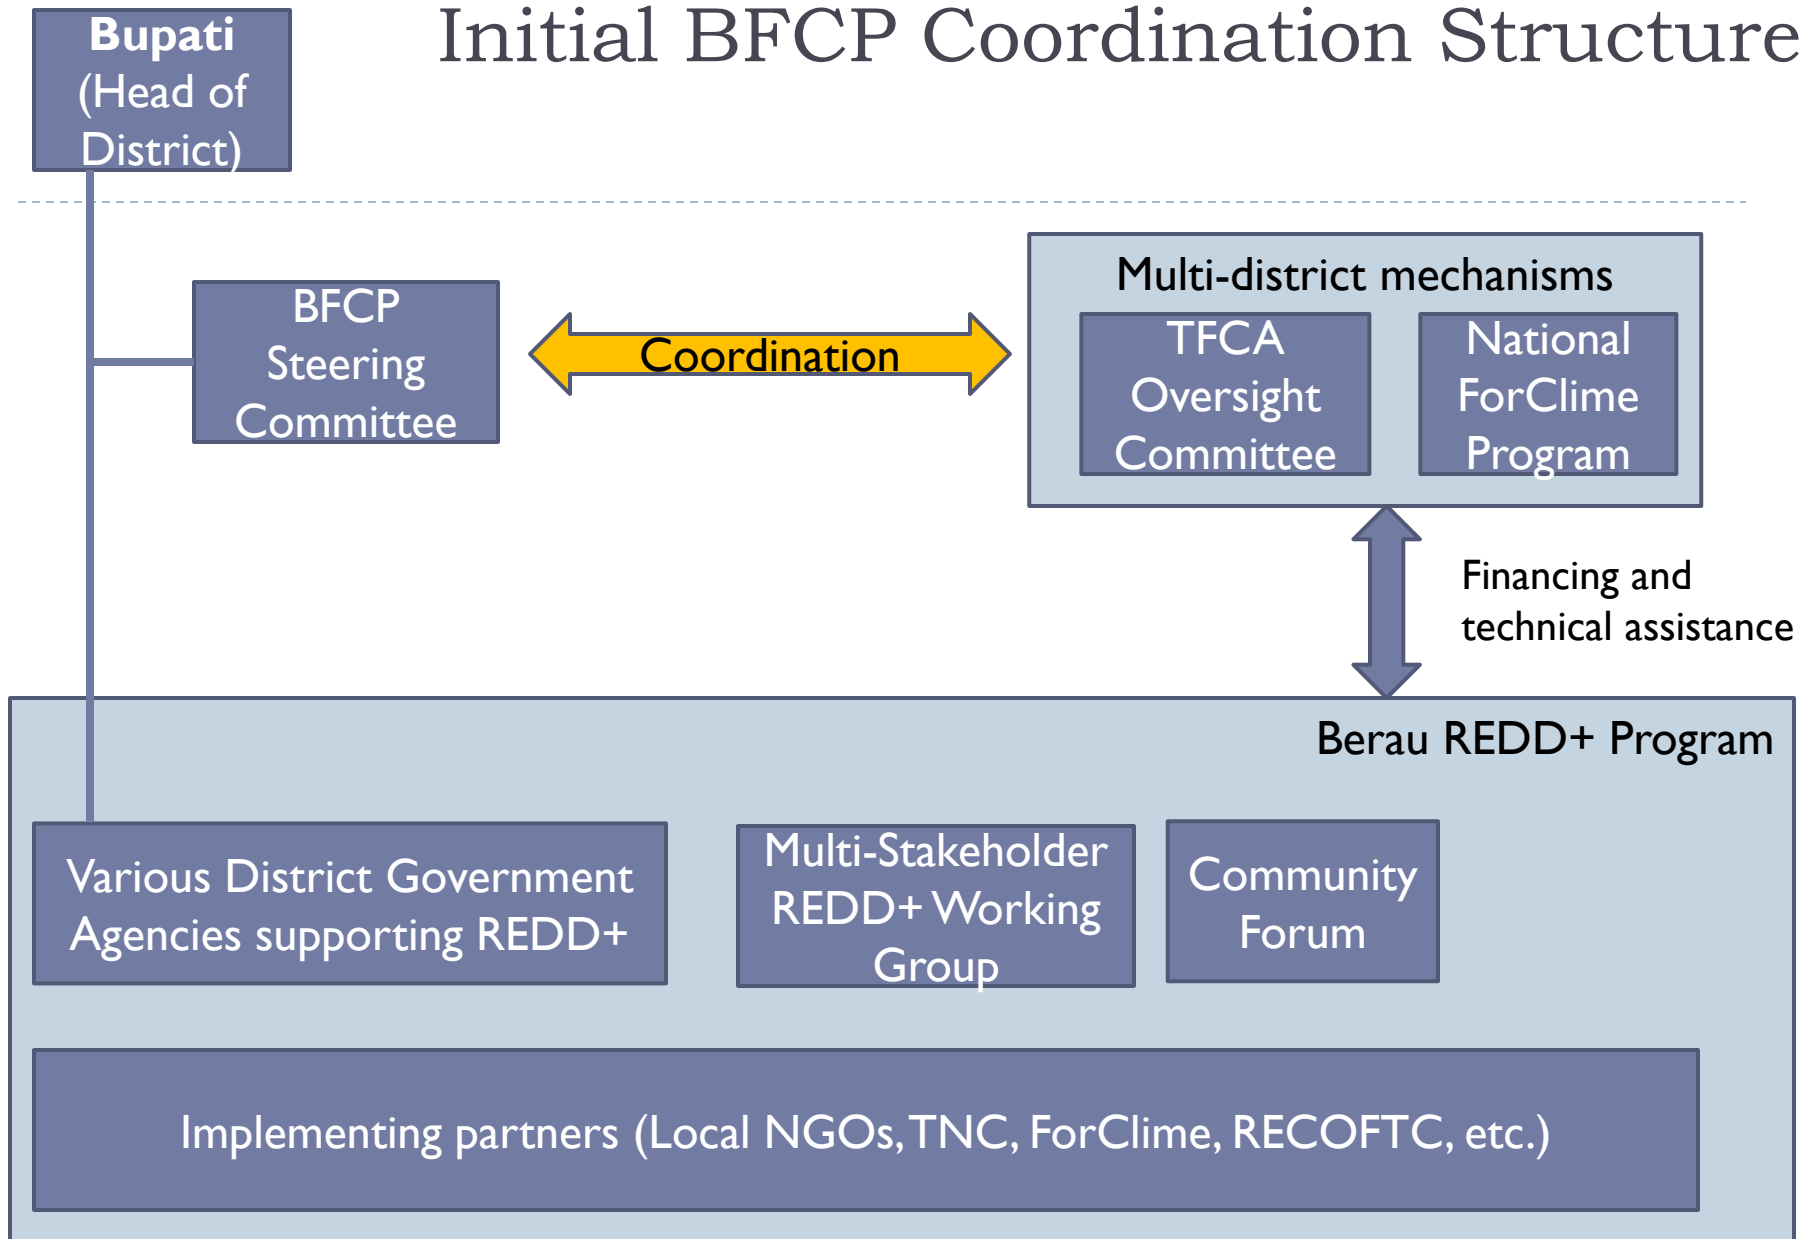 Initial BFCP Coordination Structure
Bupati
(Head of
District)
BFCP
Steering
Committee
Coordination
Multi-district mechanisms
TFCA
Oversight
Committee
National
ForClime
Program
Financing and
technical assistance
Berau REDD+ Program
Various District Government
Agencies supporting REDD+
Multi-Stakeholder
REDD+ Working
Group
Community
Forum
Implementing partners (Local NGOs, TNC, ForClime, RECOFTC, etc.)